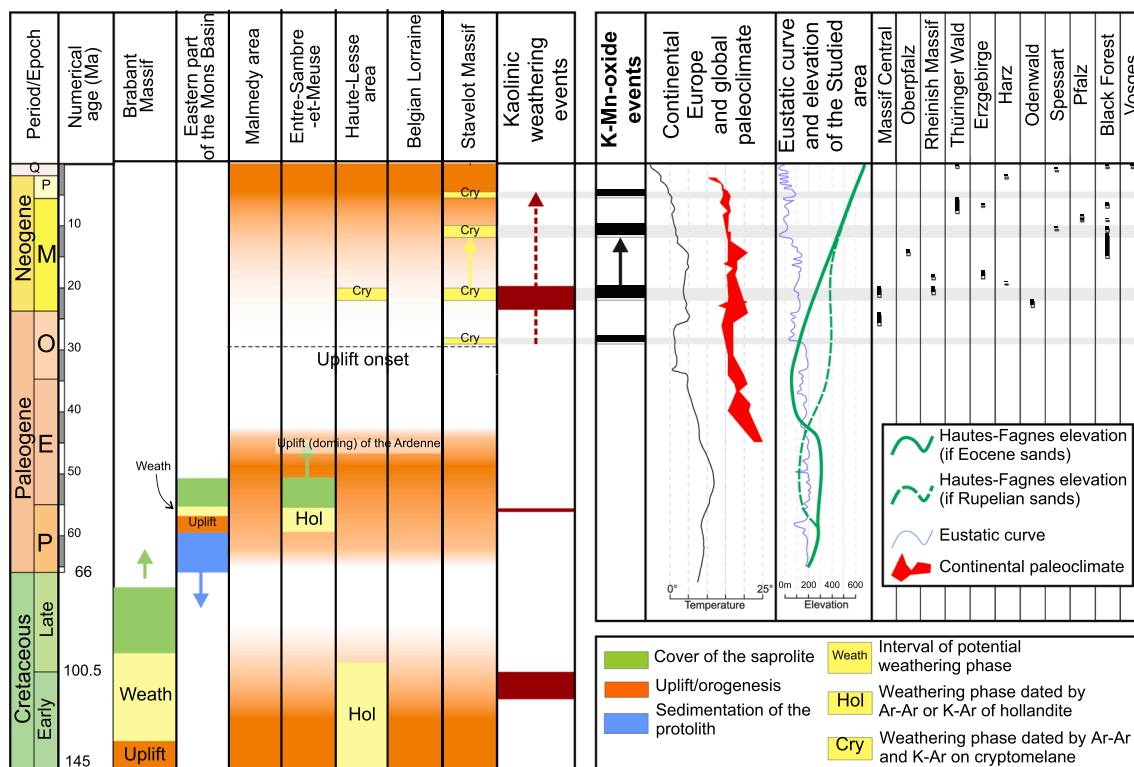 Period/Epoch
Numerical
age (Ma)
Brabant
Massif
Eastern part
of the Mons Basin
Malmedy area
Entre-Sambre
-et-Meuse
Haute-Lesse
area
Belgian Lorraine
Stavelot Massif
Kaolinic
weathering
events
K-Mn-oxide
events
Continental
Europe
and global
paleoclimate
Eustatic curve
and elevation
of the Studied
area
Massif Central
Oberpfalz
Rheinish Massif
Thüringer Wald
Erzgebirge
Harz
Odenwald
Spessart
Pfalz
Black Forest
Vosges
Q
P
Neogene
M
O
Paleogene
E
P
Cretaceous
Late
Early
10
20
30
40
50
60
66
100.5
145
Cry
Cry
Cry
Cry
Cry
Uplift onset
Uplift (doming) of the Ardenne
Weath
Uplift
Hol
Weath
Hol
Uplift
0°
25°
Temperature
0m
200
400
600
Elevation
Hautes-Fagnes elevation
(if Eocene sands)
Hautes-Fagnes elevation
(if Rupelian sands)
Eustatic curve
Continental paleoclimate
Cover of the saprolite
Uplift/orogenesis
Sedimentation of the
protolith
Weath
Interval of potential
weathering phase
Hol
Weathering phase dated by
Ar-Ar or K-Ar of hollandite
Cry
Weathering phase dated by Ar-Ar
and K-Ar on cryptomelane